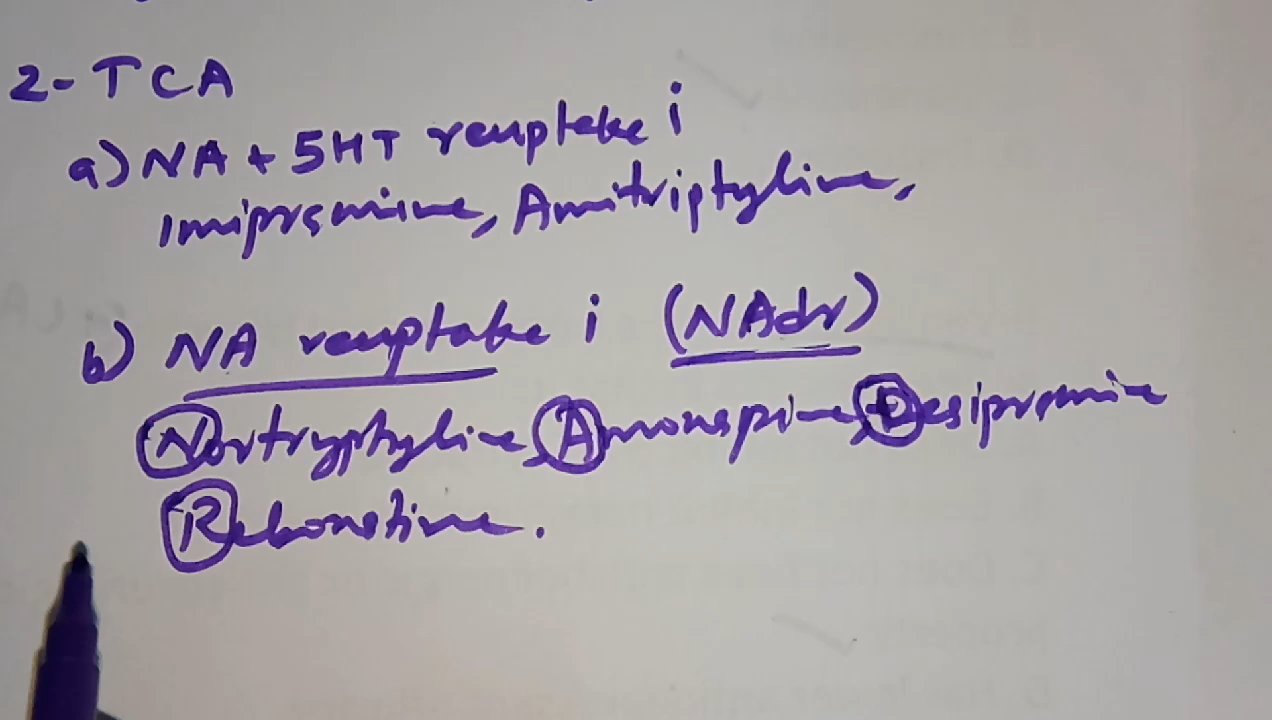 2- TCA
a) NA + 5HT reuptake i
Imipramine, Amitriptyline,
b) NA reuptake i (NAdr)
Nortryptyline, Amoxapine, Desipramine
Reboxetine.